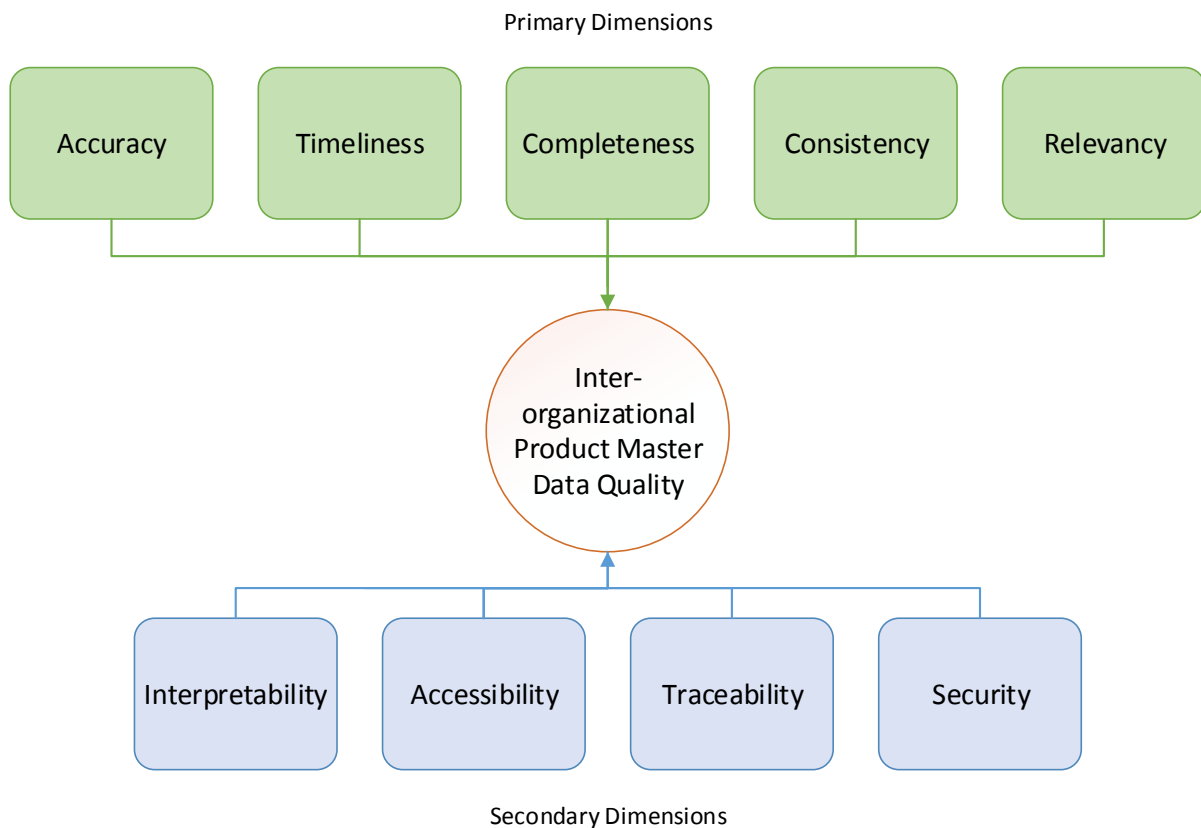 Primary Dimensions
Accuracy
Timeliness
Completeness
Consistency
Relevancy
Inter-
organizational
Product Master
Data Quality
Interpretability
Accessibility
Traceability
Security
Secondary Dimensions